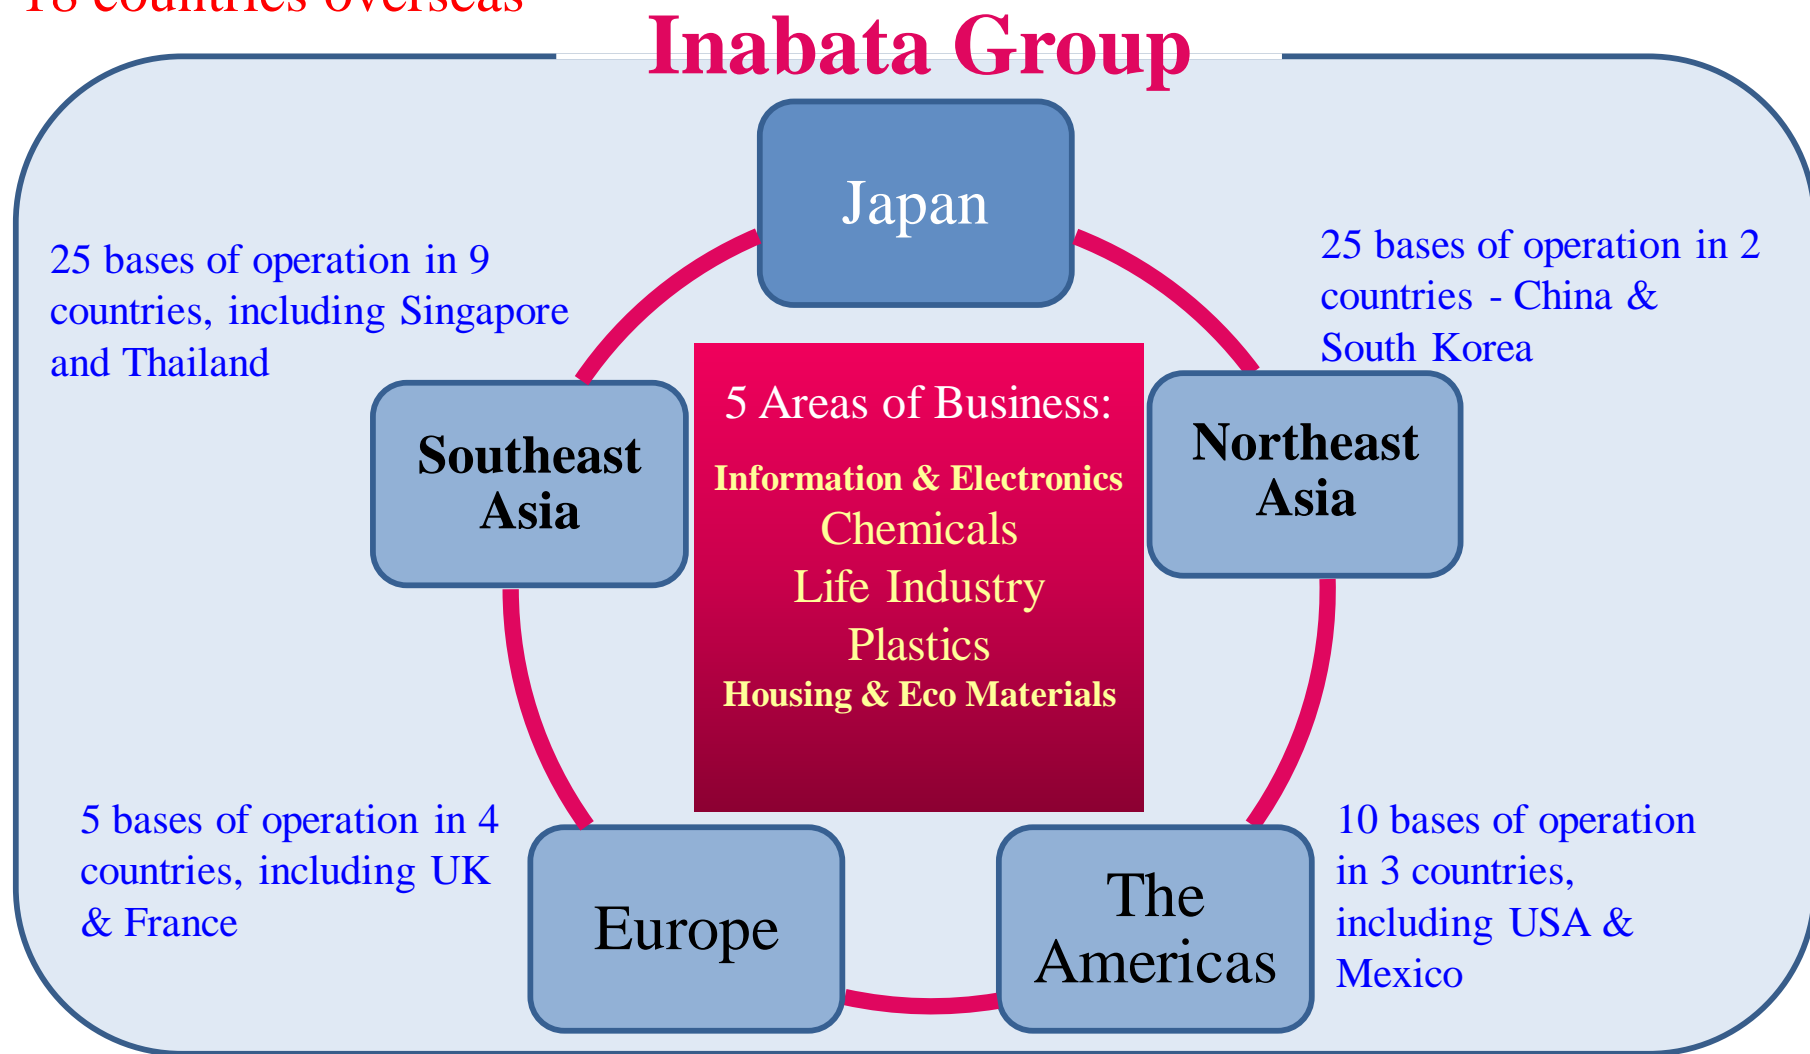 18 countries overseas
Inabata Group
Japan
25 bases of operation in 9
countries, including Singapore
and Thailand
25 bases of operation in 2
countries - China &
South Korea
Southeast
Asia
5 Areas of Business:
Information & Electronics
Chemicals
Life Industry
Plastics
Housing & Eco Materials
Northeast
Asia
5 bases of operation in 4
countries, including UK
& France
Europe
The
Americas
10 bases of operation
in 3 countries,
including USA &
Mexico